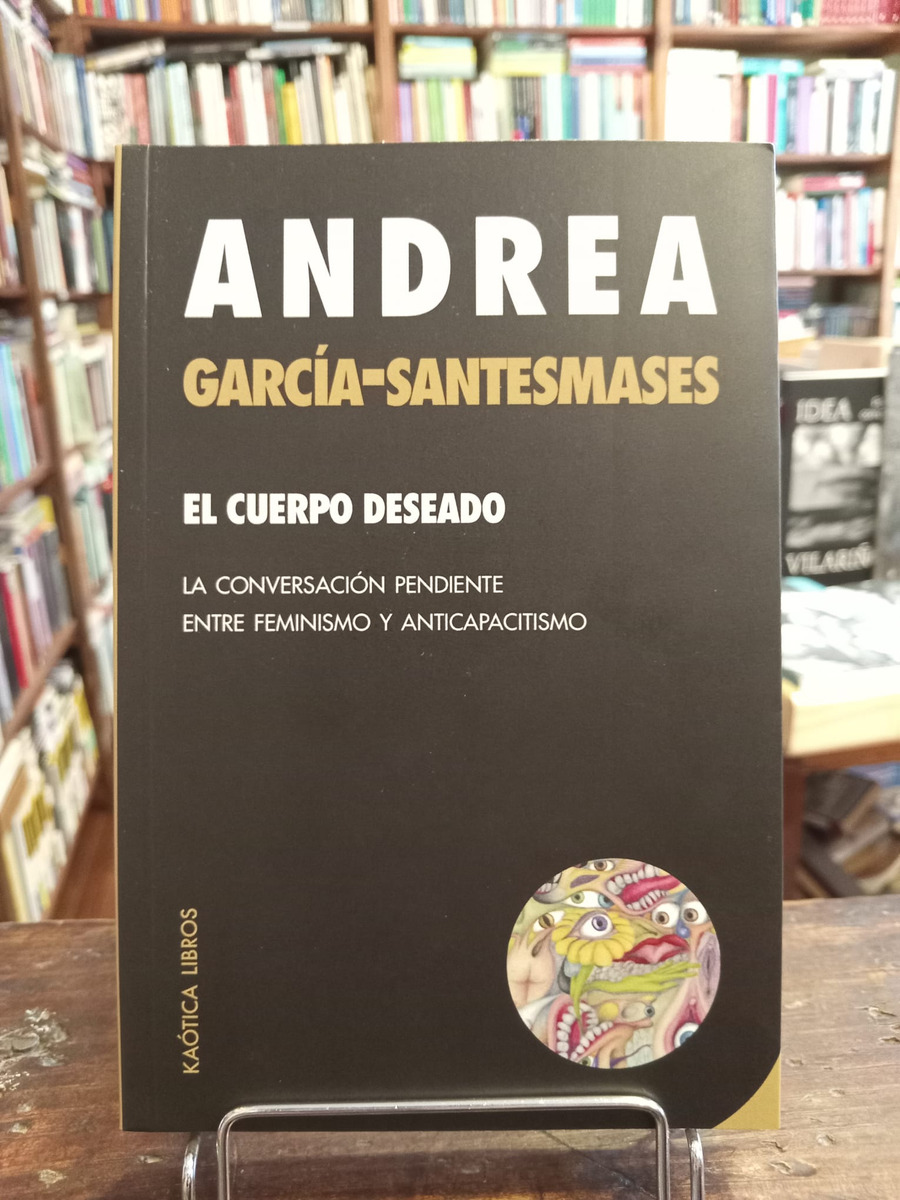 ANDREA
GARCÍA-SANTESMASES
EL CUERPO DESEADO
LA CONVERSACIÓN PENDIENTE
ENTRE FEMINISMO Y ANTICAPACITISMO
KAÓTICA LIBROS
IDEA
VILARIÑ